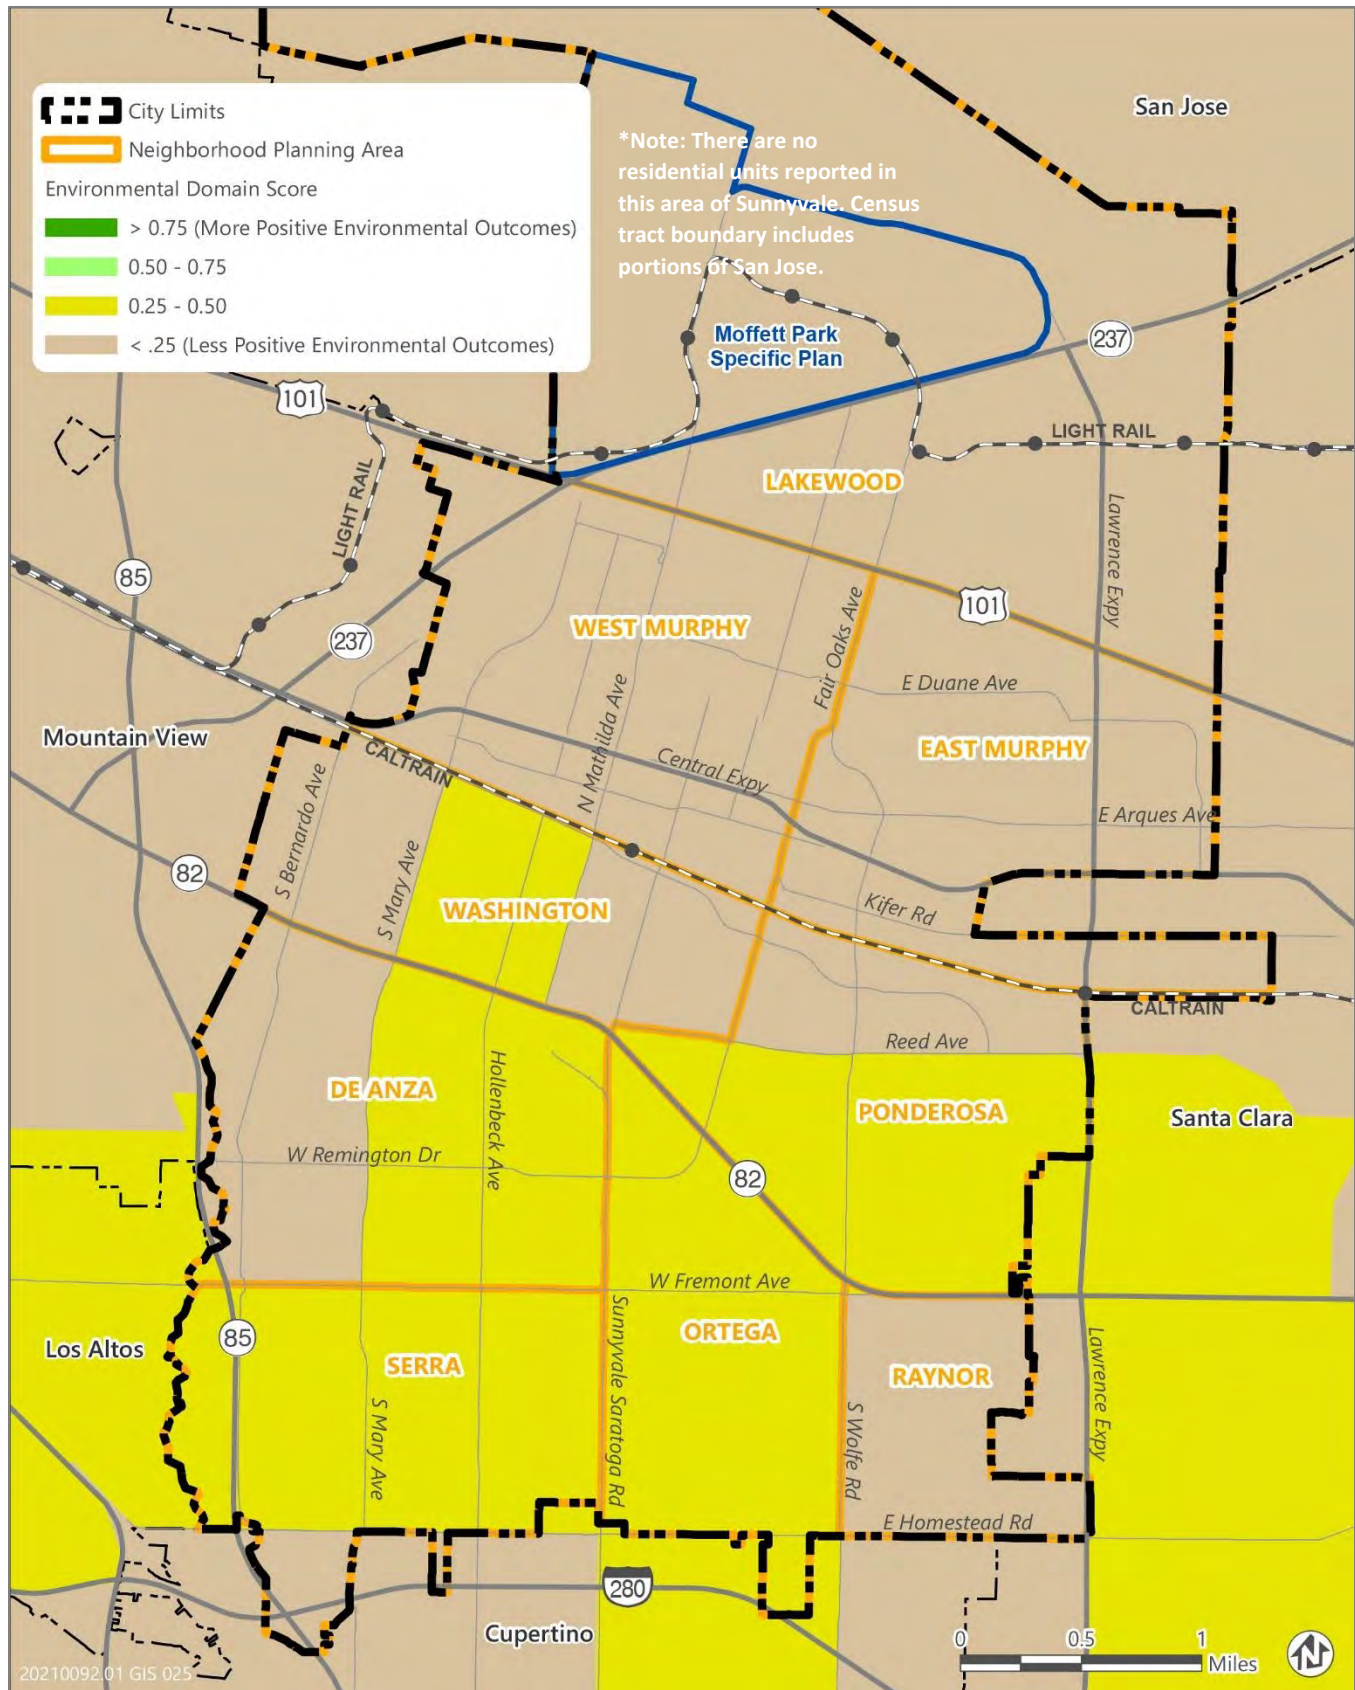 City Limits
Neighborhood Planning Area
Environmental Domain Score
> 0.75 (More Positive Environmental Outcomes)
0.50 - 0.75
0.25 - 0.50
< .25 (Less Positive Environmental Outcomes)
*Note: There are no
residential units reported in
this area of Sunnyvale. Census
tract boundary includes
portions of San Jose.
San Jose
Moffett Park
Specific Plan
237
101
LIGHT RAIL
LAKEWOOD
LIGHT RAIL
Lawrence Expy
85
101
237
WEST MURPHY
Fair Oaks Ave
E Duane Ave
N Mathilda Ave
Mountain View
EAST MURPHY
CALTRAIN
Central Expy
S Bernardo Ave
E Arques Ave
82
S Mary Ave
WASHINGTON
Kifer Rd
CALTRAIN
Reed Ave
Hollenbeck Ave
DE ANZA
PONDEROSA
Santa Clara
W Remington Dr
82
W Fremont Ave
Los Altos
85
SERRA
Sunnyvale Saratoga Rd
ORTEGA
RAYNOR
Lawrence Expy
S Mary Ave
S Wolfe Rd
E Homestead Rd
280
Cupertino
0 0.5 1
Miles
N
20210092.01 GIS 025